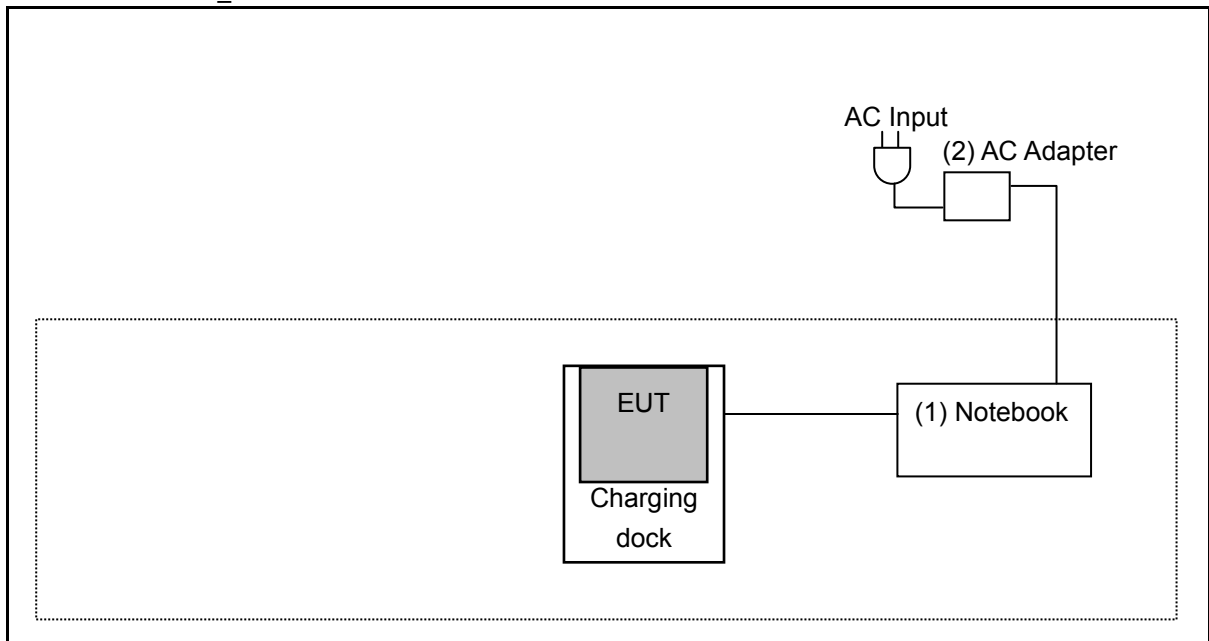 AC Input
(2) AC Adapter
EUT
(1) Notebook
Charging
dock